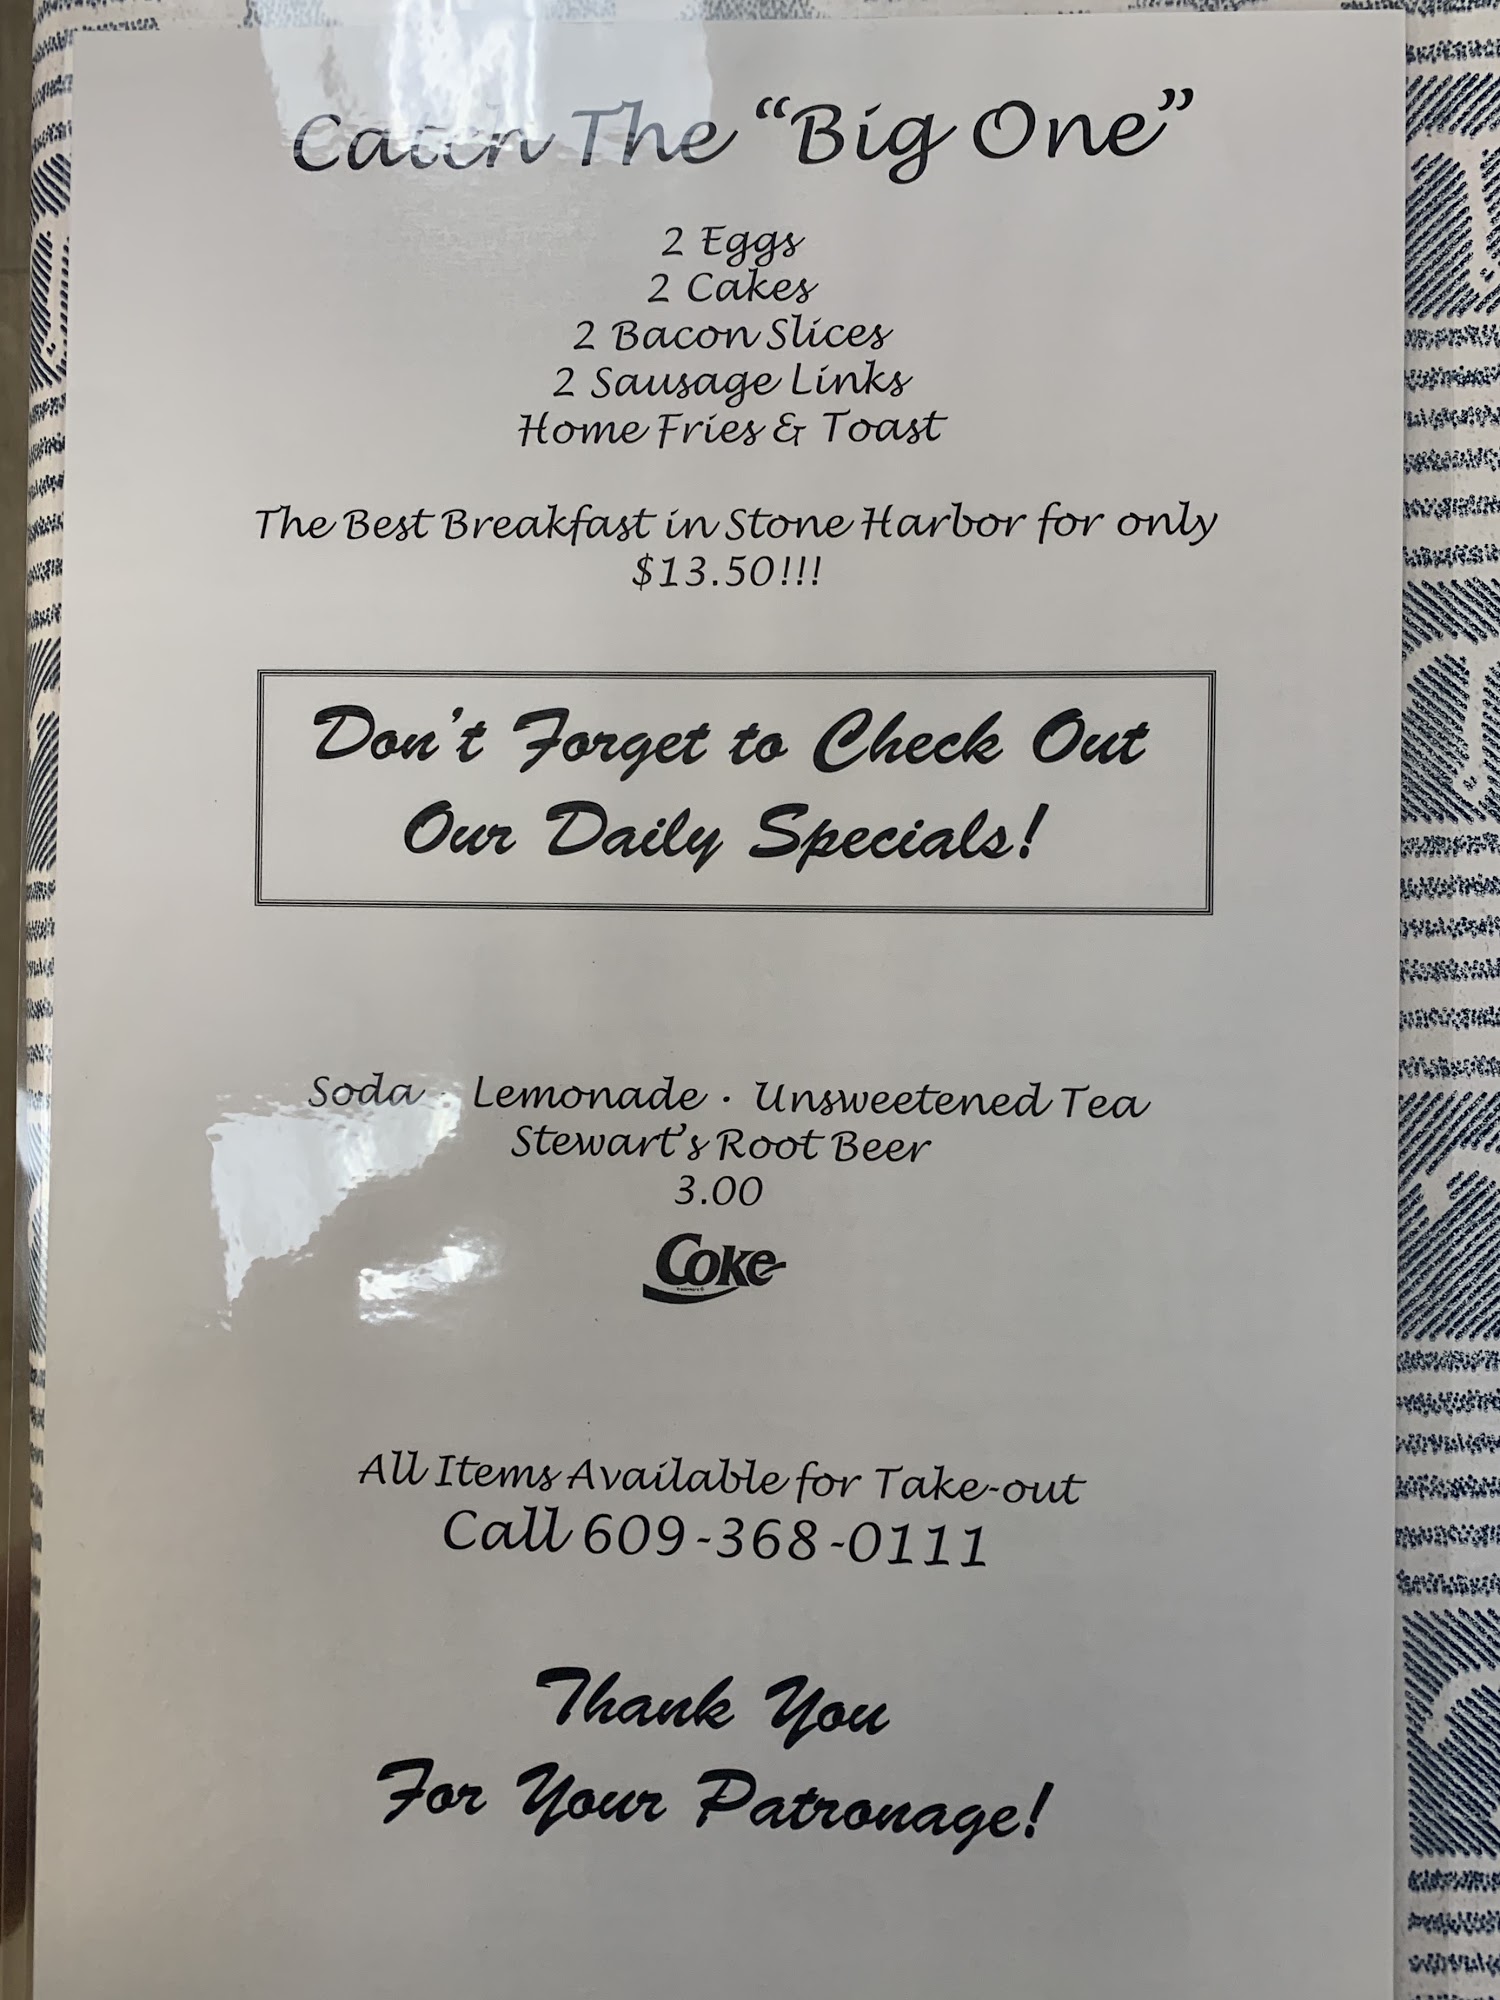 Catch The “Big One”
2 Eggs
2 Cakes
2 Bacon Slices
2 Sausage Links
Home Fries & Toast
The Best Breakfast in Stone Harbor for only
$13.50!!!
Don't Forget to Check Out
Our Daily Specials!
Soda · Lemonade · Unsweetened Tea
Stewart's Root Beer
3.00
Coke
All Items Available for Take-out
Call 609-368-0111
Thank You
For Your Patronage!